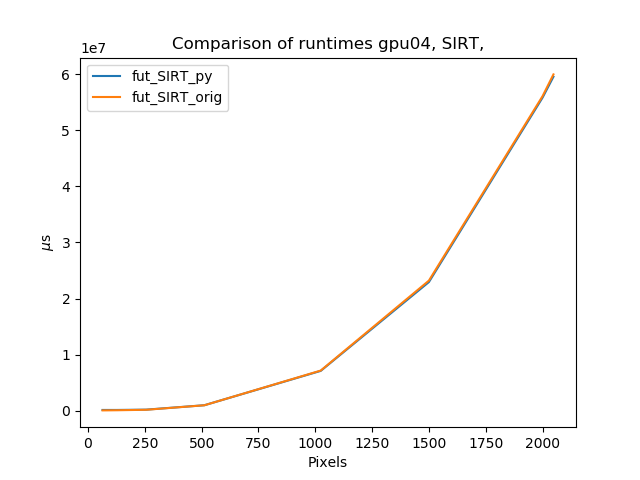 Comparison of runtimes gpu04, SIRT,
1e7
fut_SIRT_py
fut_SIRT_orig
6
5
4
3
2
1
0
μs
0 250 500 750 1000 1250 1500 1750 2000
Pixels